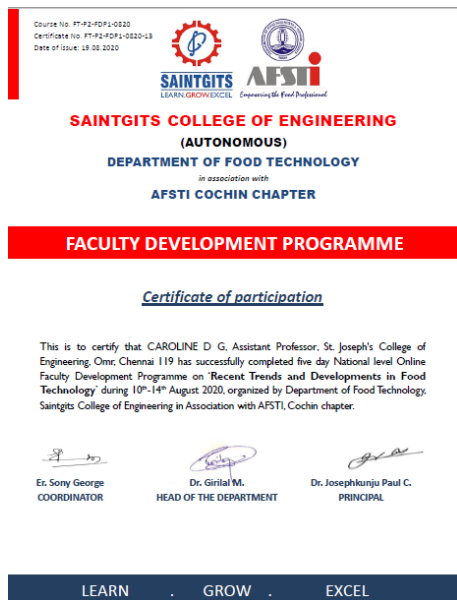 Course No. FT-P2-FDP1-0820
Certificate No. FT-P2-FDP1-0820-13
Date of issue: 19.08.2020
SAINTGITS
LEARN.GROW.EXCEL
AFSTi
Empowering the Food Professional
SAINTGITS COLLEGE OF ENGINEERING
(AUTONOMOUS)
DEPARTMENT OF FOOD TECHNOLOGY
in association with
AFSTI COCHIN CHAPTER
FACULTY DEVELOPMENT PROGRAMME
Certificate of participation
This is to certify that CAROLINE D G, Assistant Professor, St. Joseph's College of
Engineering, Omr, Chennai 119 has successfully completed five day National level Online
Faculty Development Programme on 'Recent Trends and Developments in Food
Technology' during 10th-14th August 2020, organized by Department of Food Technology,
Saintgits College of Engineering in Association with AFSTI, Cochin chapter.
Er. Sony George Dr. Girilal M. Dr. Josephkunju Paul C.
COORDINATOR HEAD OF THE DEPARTMENT PRINCIPAL
LEARN . GROW . EXCEL